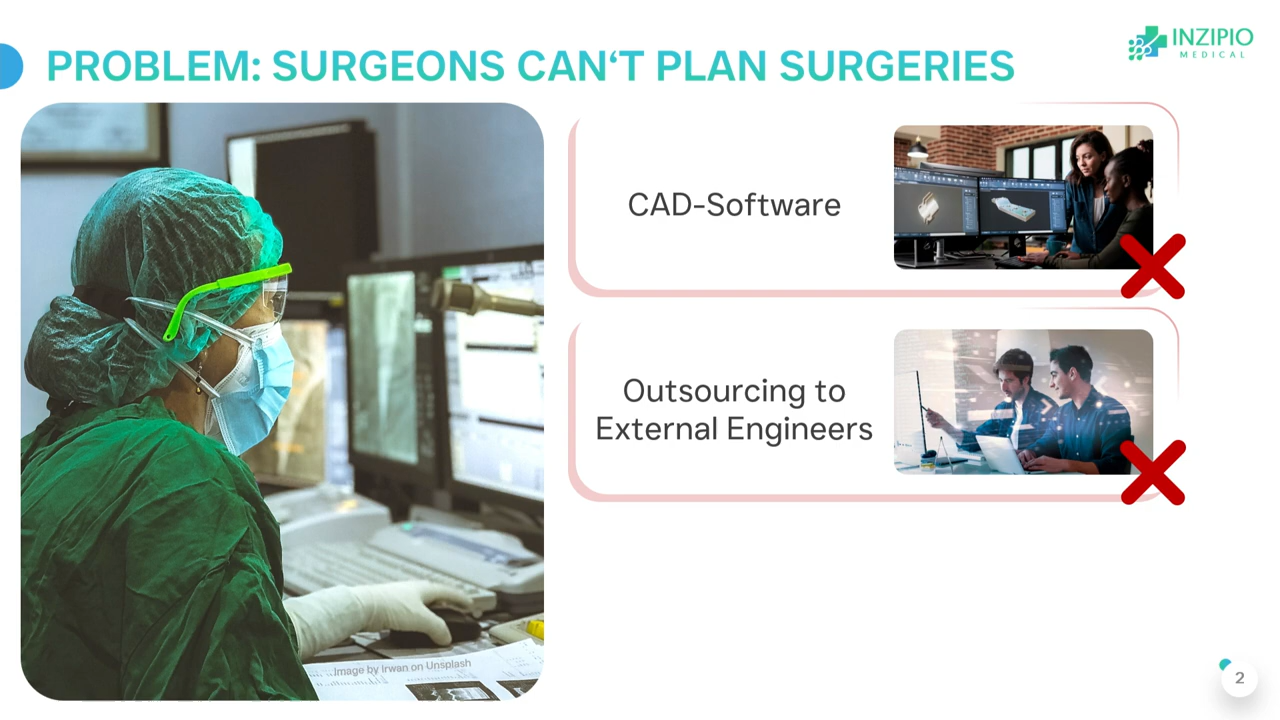 PROBLEM: SURGEONS CAN‘T PLAN SURGERIES
INZIPIO
MEDICAL
CAD-Software
Outsourcing to
External Engineers
Image by Irwan on Unsplash
2